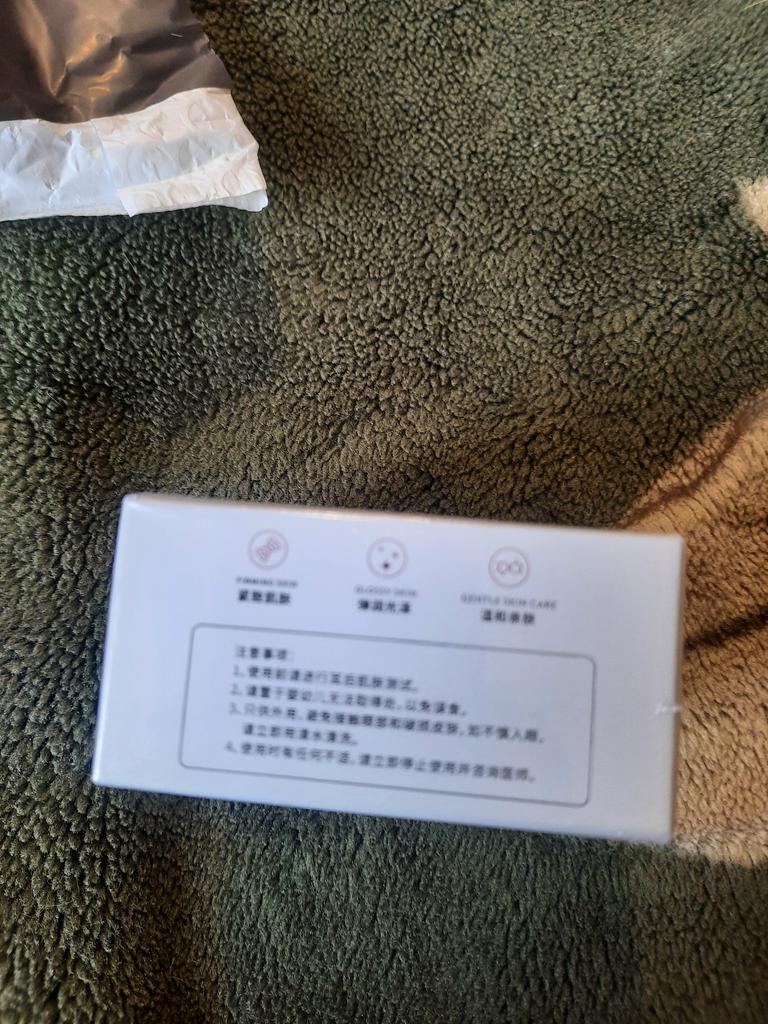 FIRMING SKIN
紧致肌肤
GLOSSY SKIN
弹润光泽
GENTLE SKIN CARE
温和亲肤
注意事项：
1. 使用前请进行耳后肌肤测试。
2. 请置于婴幼儿无法取得处，以免误食。
3. 只供外用，避免接触眼部和破损皮肤，如不慎入眼，
请立即用清水清洗。
4. 使用时有任何不适，请立即停止使用并咨询医师。